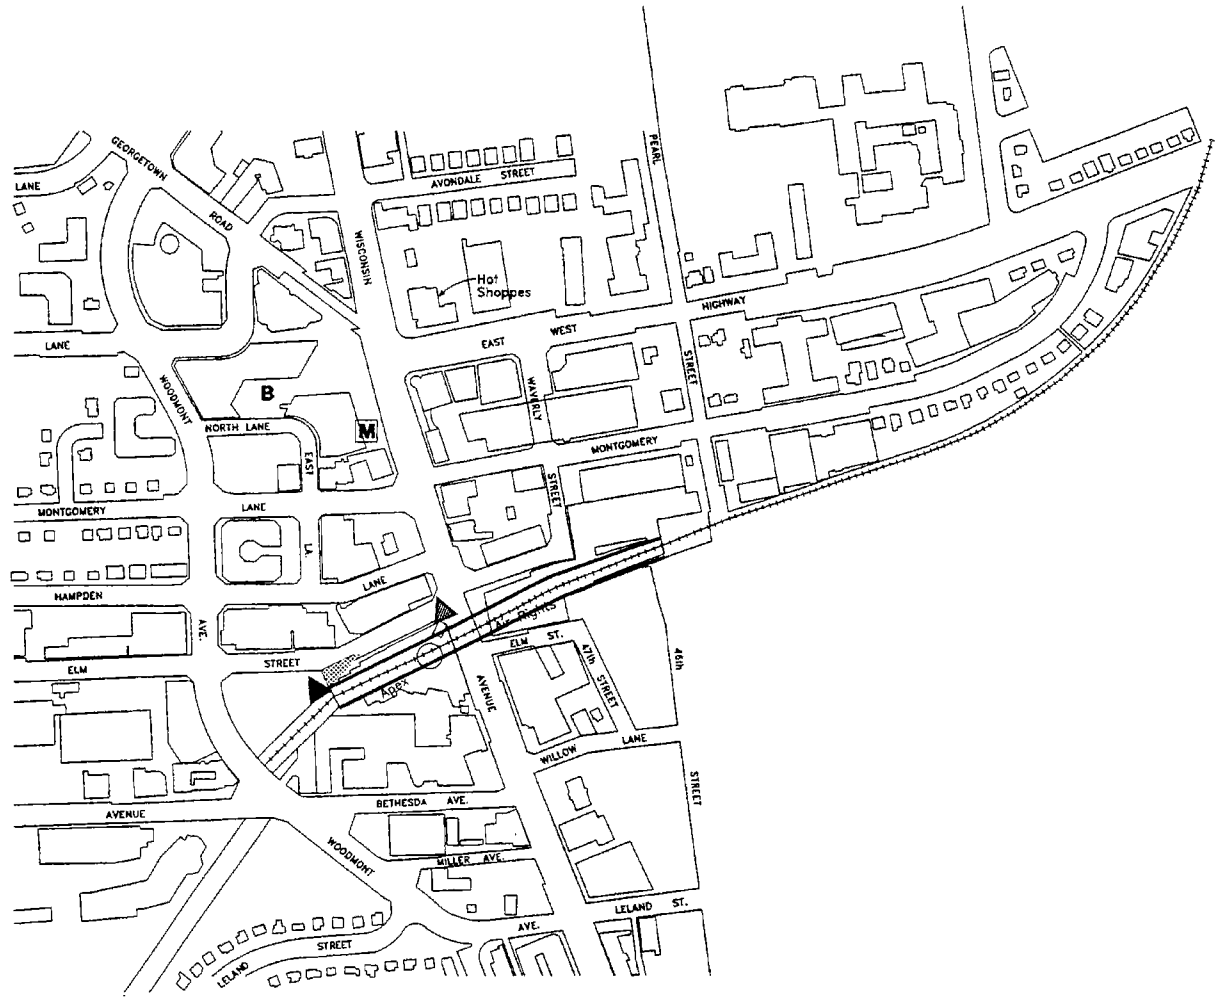 GEORGETOWN
ROAD
LANE
PEARL
AVONDALE STREET
WISCONSIN
Hot
Shoppes
HIGHWAY
WEST
EAST
LANE
STREET
WOODMONT
WAVERLY
B
NORTH LANE
M
EAST
MONTGOMERY
STREET
MONTGOMERY
LANE
LA.
LANE
HAMPDEN
Air Rights
AVE.
ELM ST.
47th
STREET
46th
STREET
ELM
Apex
AVENUE
WILLOW
LANE
STREET
BETHESDA AVE.
AVENUE
WOODMONT
MILLER AVE.
LELAND ST.
AVE.
STREET
LELAND